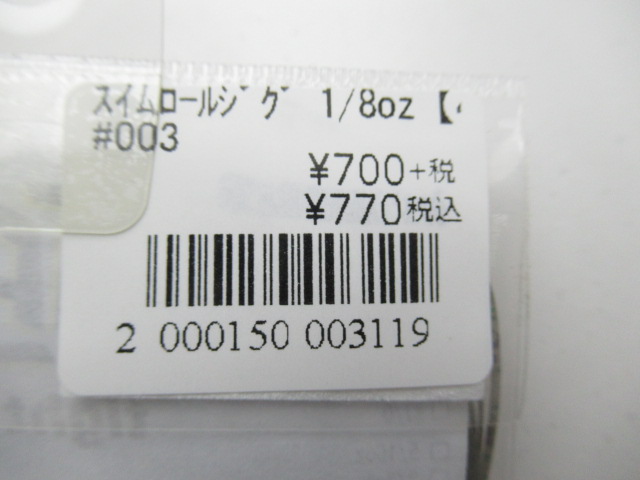 スイムロールジグ 1/8oz【
#003
¥700+税
¥770税込
2 000150 003119